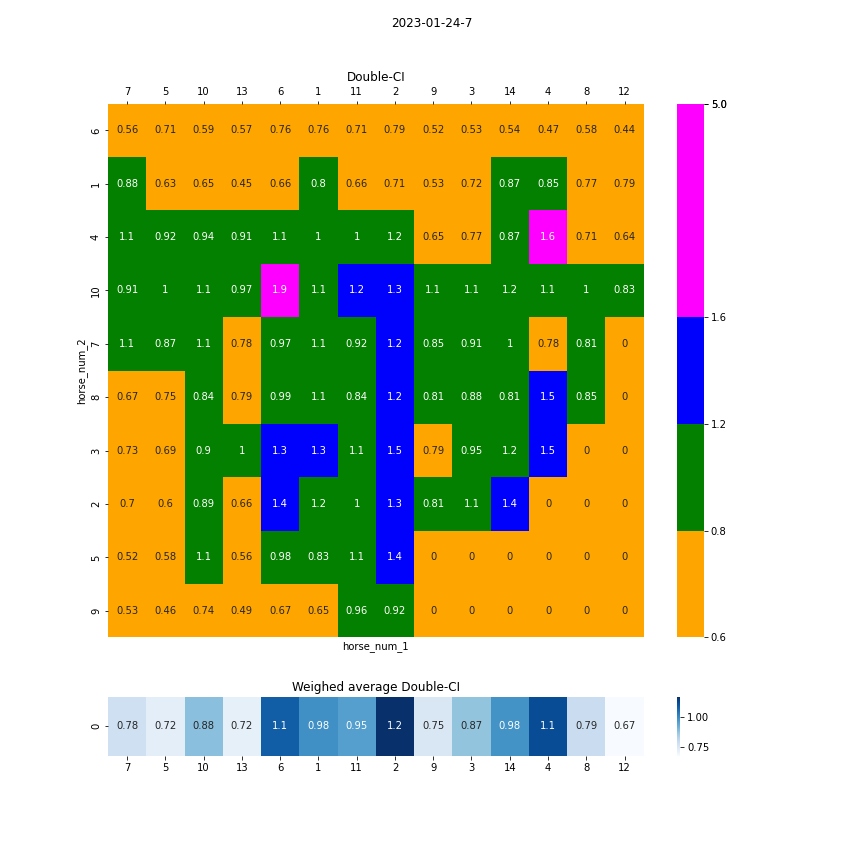 2023-01-24-7
Double-CI
7 5 10 13 6 1 11 2 9 3 14 4 8 12
6 0.56 0.71 0.59 0.57 0.76 0.76 0.71 0.79 0.52 0.53 0.54 0.47 0.58 0.44
1 0.88 0.63 0.65 0.45 0.66 0.8 0.66 0.71 0.53 0.72 0.87 0.85 0.77 0.79
4 1.1 0.92 0.94 0.91 1.1 1 1 1.2 0.65 0.77 0.87 1.6 0.71 0.64
10 0.91 1 1.1 0.97 1.9 1.1 1.2 1.3 1.1 1.1 1.2 1.1 1 0.83
7 1.1 0.87 1.1 0.78 0.97 1.1 0.92 1.2 0.85 0.91 1 0.78 0.81 0
8 0.67 0.75 0.84 0.79 0.99 1.1 0.84 1.2 0.81 0.88 0.81 1.5 0.85 0
3 0.73 0.69 0.9 1 1.3 1.3 1.1 1.5 0.79 0.95 1.2 1.5 0 0
2 0.7 0.6 0.89 0.66 1.4 1.2 1 1.3 0.81 1.1 1.4 0 0 0
5 0.52 0.58 1.1 0.56 0.98 0.83 1.1 1.4 0 0 0 0 0 0
9 0.53 0.46 0.74 0.49 0.67 0.65 0.96 0.92 0 0 0 0 0 0
horse_num_2
horse_num_1
5.0
1.6
1.2
0.8
0.6
Weighed average Double-CI
0 0.78 0.72 0.88 0.72 1.1 0.98 0.95 1.2 0.75 0.87 0.98 1.1 0.79 0.67
7 5 10 13 6 1 11 2 9 3 14 4 8 12
1.00
0.75